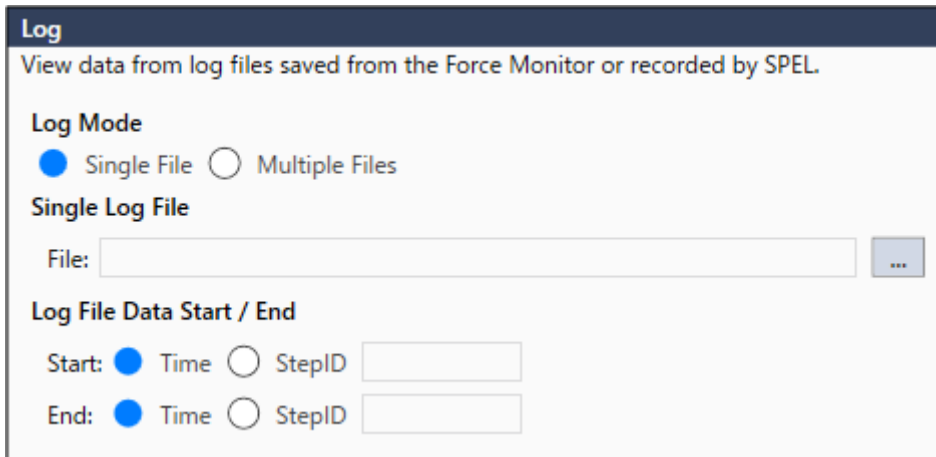 Log
View data from log files saved from the Force Monitor or recorded by SPEL.
Log Mode
Single File Multiple Files
Single Log File
File: ...
Log File Data Start / End
Start: Time StepID
End: Time StepID